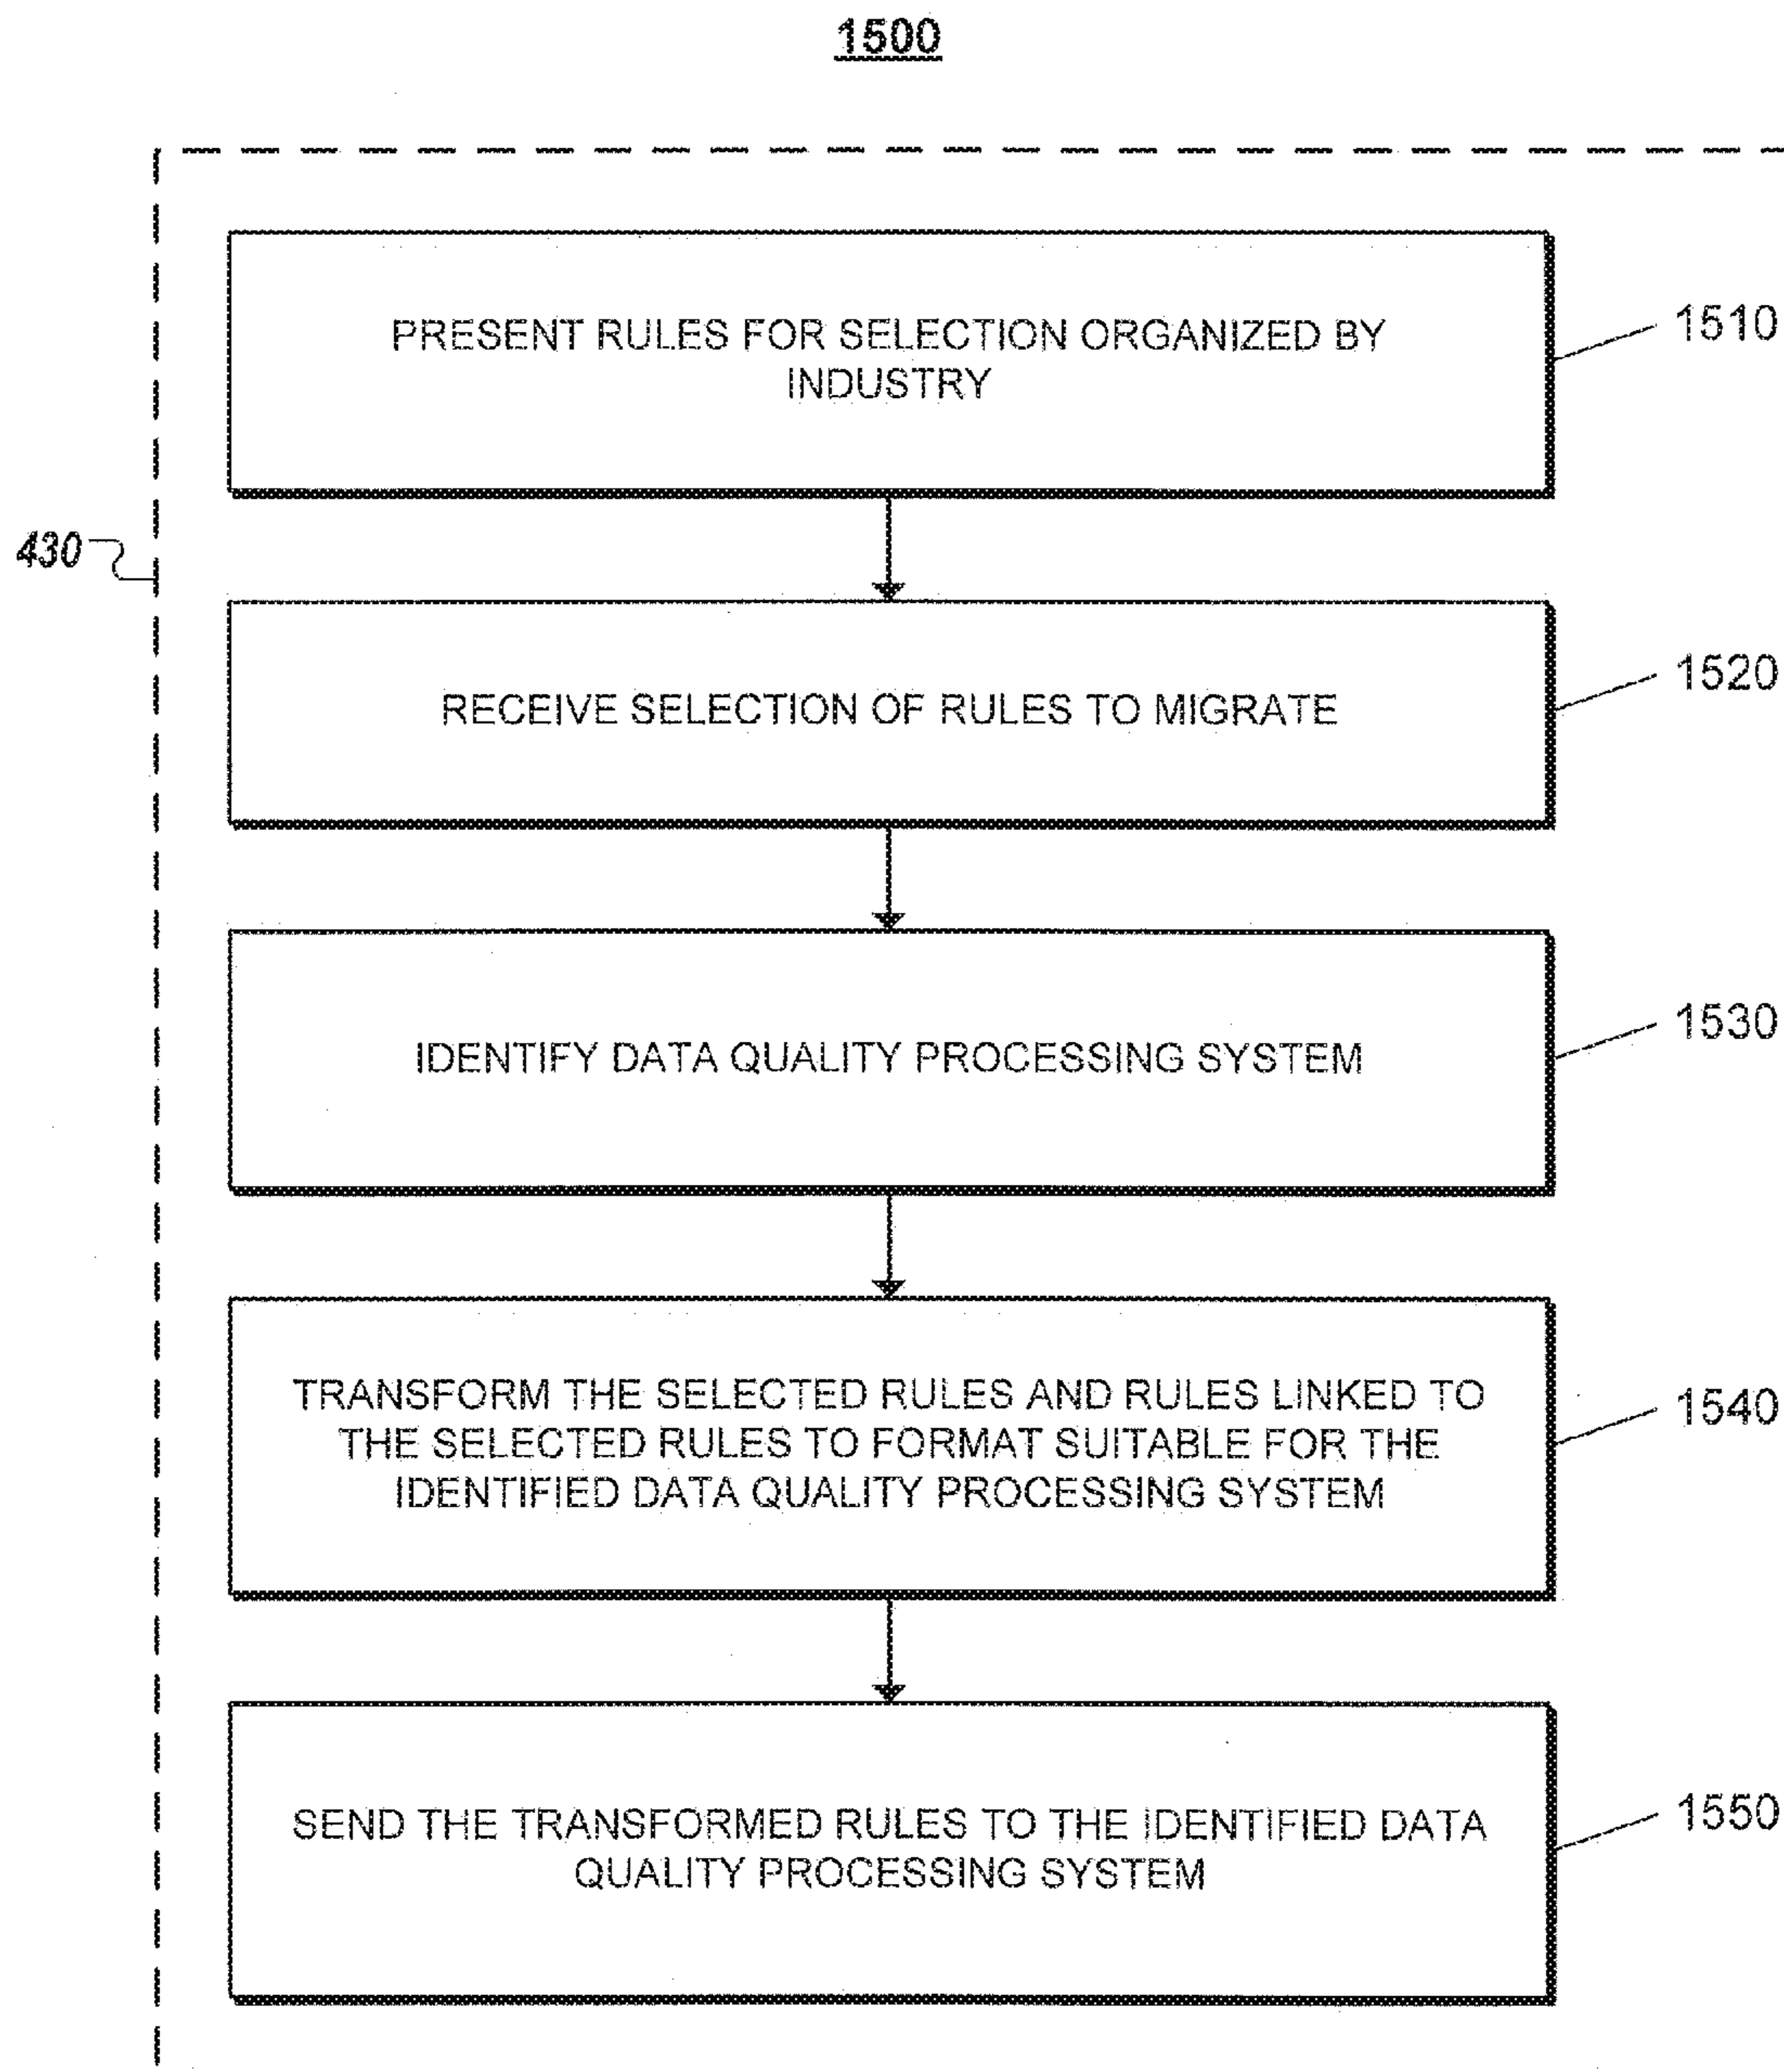 1500
PRESENT RULES FOR SELECTION ORGANIZED BY
INDUSTRY
1510
430
RECEIVE SELECTION OF RULES TO MIGRATE
1520
IDENTIFY DATA QUALITY PROCESSING SYSTEM
1530
TRANSFORM THE SELECTED RULES AND RULES LINKED TO
THE SELECTED RULES TO FORMAT SUITABLE FOR THE
IDENTIFIED DATA QUALITY PROCESSING SYSTEM
1540
SEND THE TRANSFORMED RULES TO THE IDENTIFIED DATA
QUALITY PROCESSING SYSTEM
1550